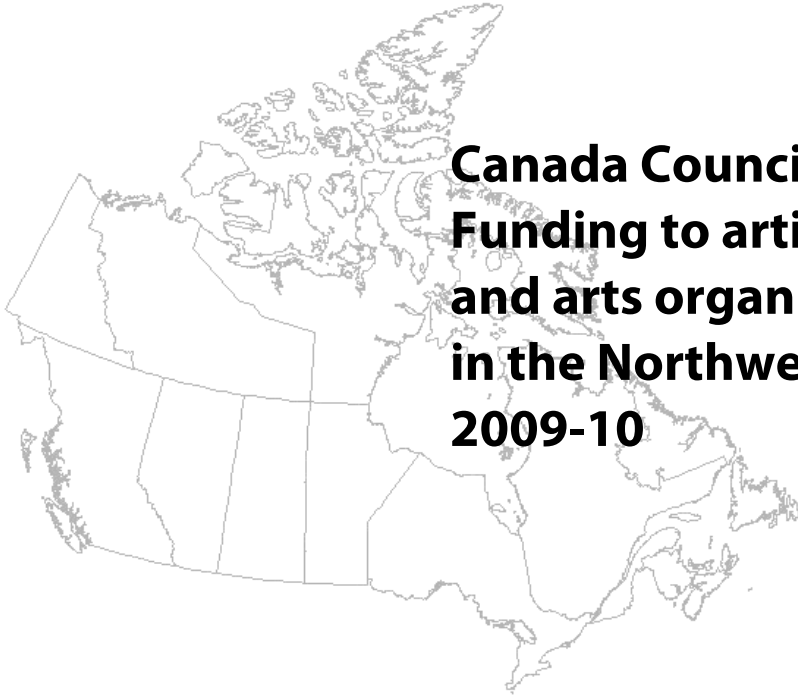 Canada Counci
Funding to arti
and arts organ
in the Northwe
2009-10